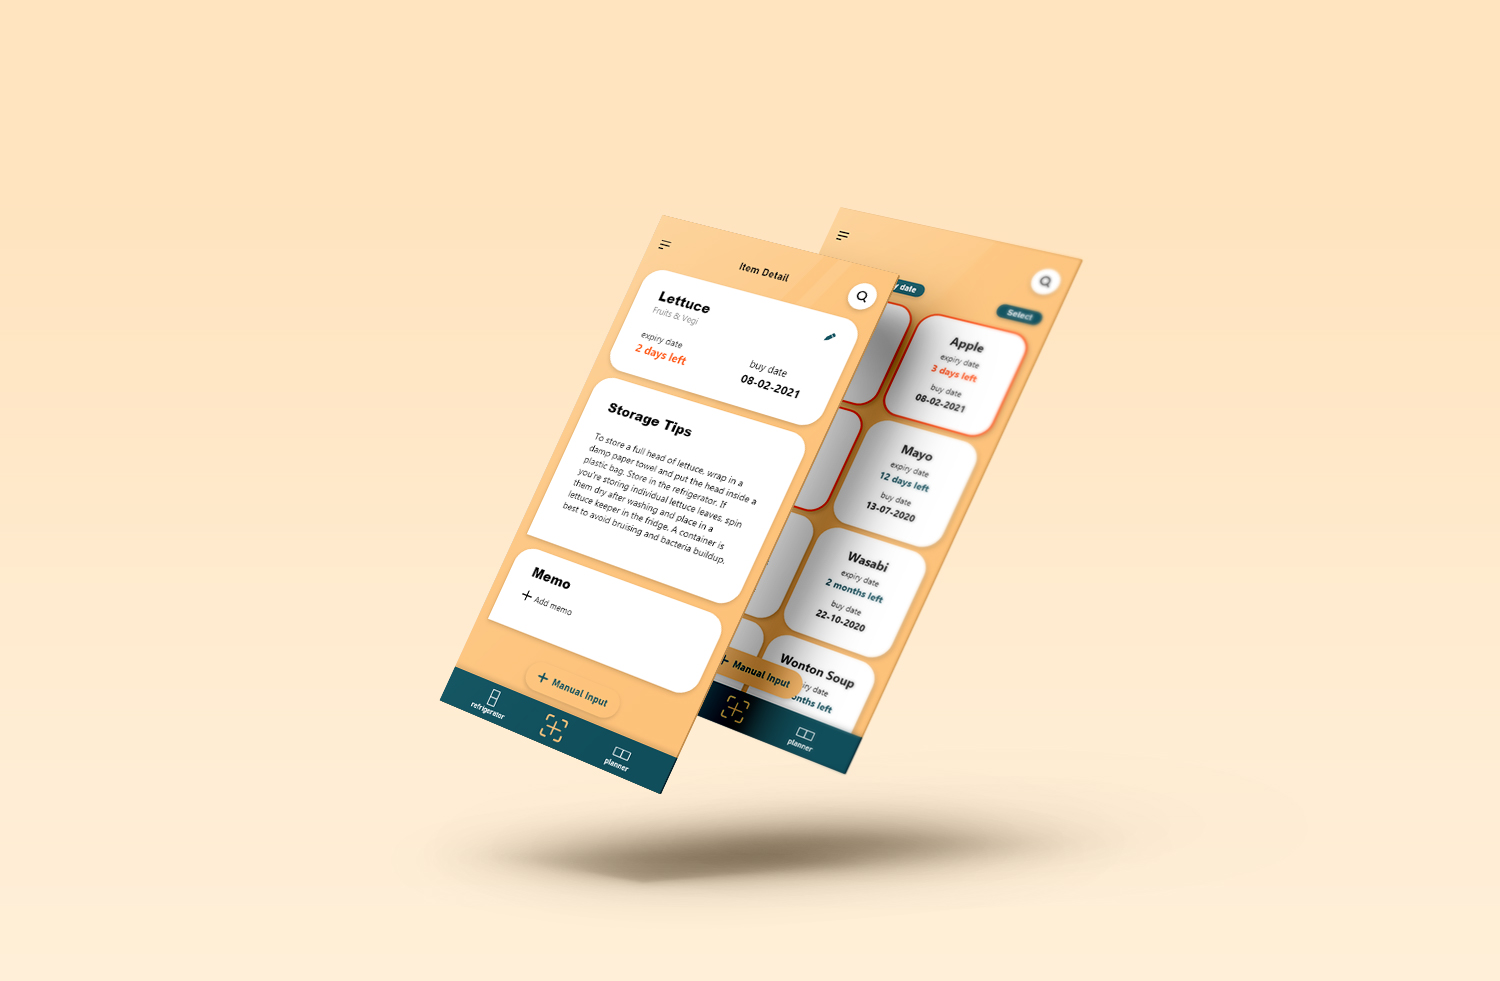 Item Detail
Lettuce
Fruits & Vegi
expiry date
2 days left
buy date
08-02-2021
Storage Tips
To store a full head of lettuce, wrap in a
damp paper towel and put the head inside a
plastic bag. Store in the refrigerator. If
you're storing individual lettuce leaves, spin
them dry after washing and place in a
lettuce keeper in the fridge. A container is
best to avoid bruising and bacteria buildup.
Memo
+ Add memo
+ Manual Input
refrigerator
planner
date
Select
Apple
expiry date
3 days left
buy date
08-02-2021
Mayo
expiry date
12 days left
buy date
13-07-2020
Wasabi
expiry date
2 months left
buy date
22-10-2020
Wonton Soup
date
left
+ Manual Input
planner